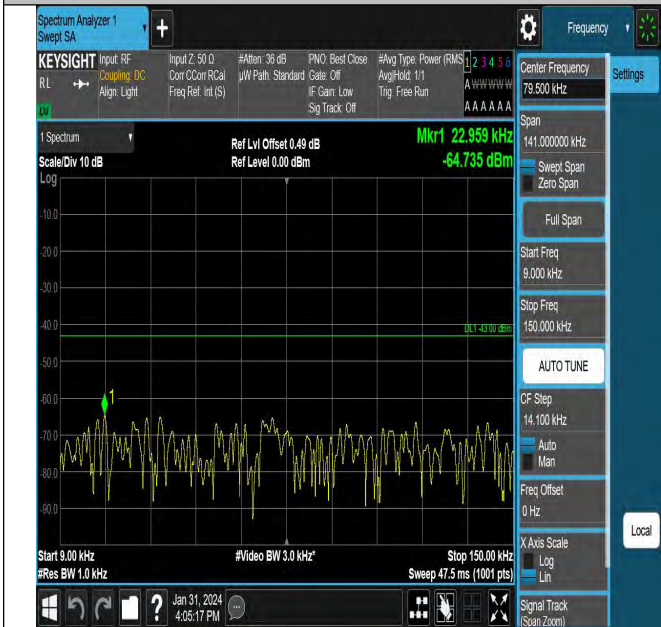 Spectrum Analyzer 1
Swept SA
+
Frequency
KEYSIGHT
RL
Input: RF
Coupling: DC
Align: Light
Input Z: 50 Ω
Corr CCorr RCal
Freq Ref: Int (S)
#Atten: 36 dB
µW Path: Standard
PNO: Best Close
Gate: Off
IF Gain: Low
Sig Track: Off
#Avg Type: Power (RMS
Avg|Hold: 1/1
Trig: Free Run
1 2 3 4 5 6
A W W W W W
A A A A A A
1 Spectrum
Scale/Div 10 dB
Log
Ref Lvl Offset 0.49 dB
Ref Level 0.00 dBm
Mkr1 22.959 kHz
-64.735 dBm
-10.0
-20.0
-30.0
-40.0
DL1 -43.00 dBm
-50.0
-60.0
1
-70.0
-80.0
-90.0
Start 9.00 kHz
#Res BW 1.0 kHz
#Video BW 3.0 kHz*
Stop 150.00 kHz
Sweep 47.5 ms (1001 pts)
?
Jan 31, 2024
4:05:17 PM
Center Frequency
79.500 kHz
Settings
Span
141.000000 kHz
Swept Span
Zero Span
Full Span
Start Freq
9.000 kHz
Stop Freq
150.000 kHz
AUTO TUNE
CF Step
14.100 kHz
Auto
Man
Freq Offset
0 Hz
Local
X Axis Scale
Log
Lin
Signal Track
(Span Zoom)